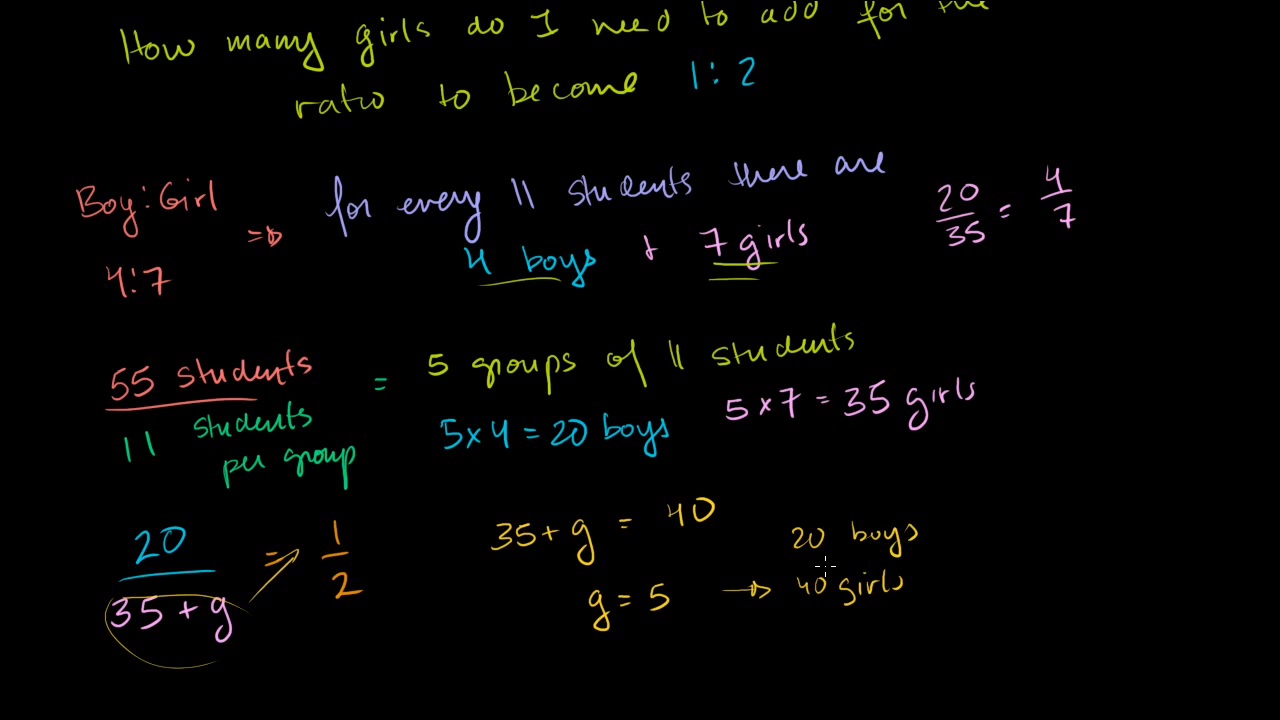 How many girls do I need to add for the
ratio to become 1:2
Boy:Girl
4:7
=> for every 11 students there are
4 boys + 7 girls
20/35 = 4/7
55 students
11 students
per group
= 5 groups of 11 students
5x4 = 20 boys
5x7 = 35 girls
20
35 + g
= 1/2
35 + g = 40
g = 5 → 20 boys
40 girls